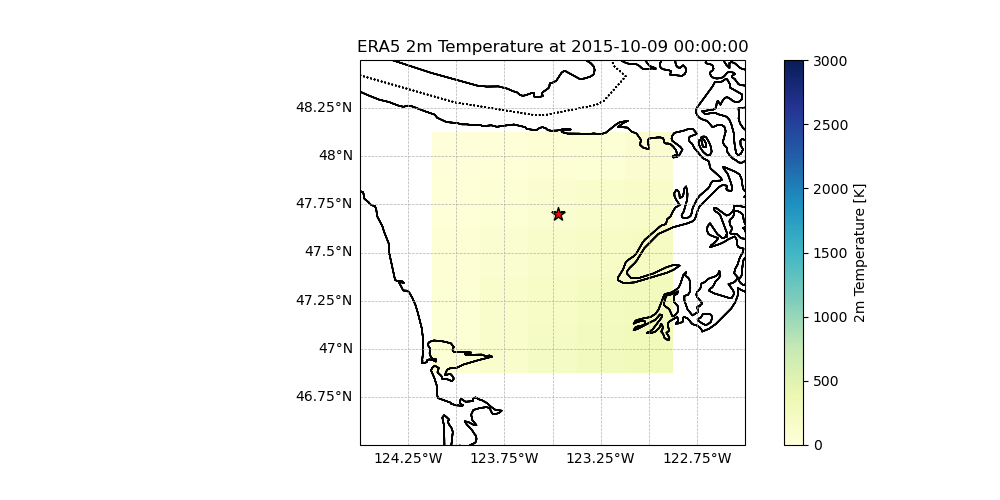 ERA5 2m Temperature at 2015-10-09 00:00:00
48.25°N
48°N
47.75°N
47.5°N
47.25°N
47°N
46.75°N
124.25°W 123.75°W 123.25°W 122.75°W
3000
2500
2000
1500
1000
500
0
2m Temperature [K]